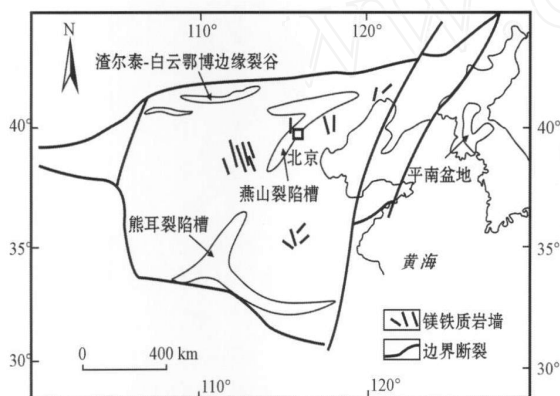 110°
120°
N
渣尔泰-白云鄂博边缘裂谷
40°
40°
北京
燕山裂陷槽
平南盆地
熊耳裂陷槽
35°
35°
黄海
镁铁质岩墙
边界断裂
0
400 km
30°
30°
110°
120°